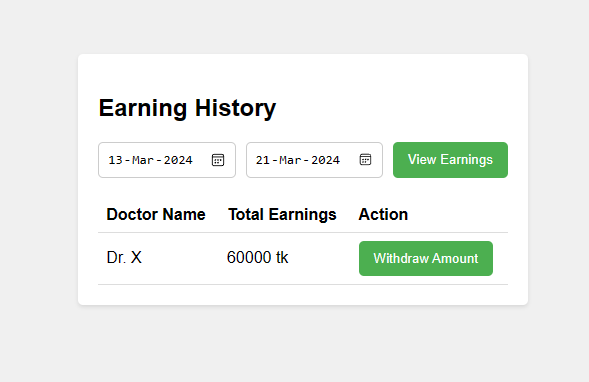 Earning History
13-Mar-2024 21-Mar-2024 View Earnings
Doctor Name Total Earnings Action
Dr. X 60000 tk Withdraw Amount